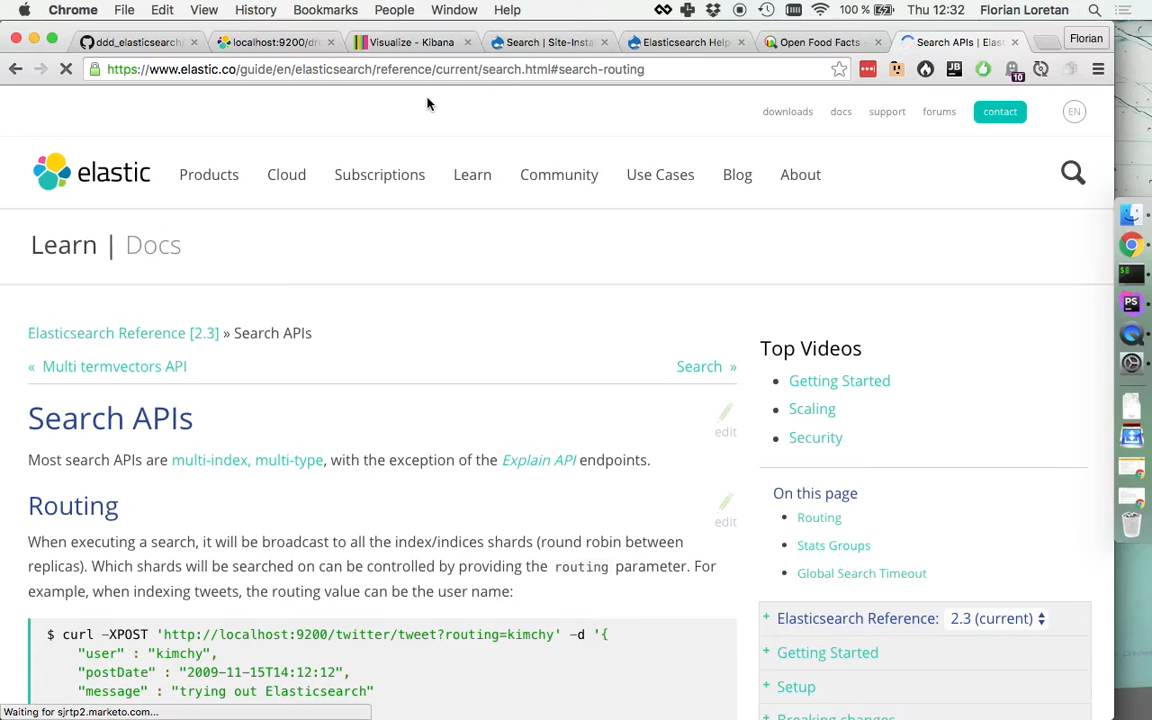 Chrome File Edit View History Bookmarks People Window Help 100 % Thu 12:32 Florian Loretan
ddd_elasticsearch/ localhost:9200/dr Visualize - Kibana Search | Site-Inst Elasticsearch Help Open Food Facts - Search APIs | Elast Florian
https://www.elastic.co/guide/en/elasticsearch/reference/current/search.html#search-routing JB 10
downloads docs support forums contact EN
elastic Products Cloud Subscriptions Learn Community Use Cases Blog About
Learn | Docs
Elasticsearch Reference [2.3] » Search APIs
« Multi termvectors API Search »
Search APIs edit
Most search APIs are multi-index, multi-type, with the exception of the Explain API endpoints.
Routing edit
When executing a search, it will be broadcast to all the index/indices shards (round robin between
replicas). Which shards will be searched on can be controlled by providing the routing parameter. For
example, when indexing tweets, the routing value can be the user name:
$ curl -XPOST 'http://localhost:9200/twitter/tweet?routing=kimchy' -d '{
"user" : "kimchy",
"postDate" : "2009-11-15T14:12:12",
"message" : "trying out Elasticsearch"
Top Videos
Getting Started
Scaling
Security
On this page
Routing
Stats Groups
Global Search Timeout
+ Elasticsearch Reference: 2.3 (current)
+ Getting Started
+ Setup
+ Breaking changes
Waiting for sjrtp2.marketo.com...
PS